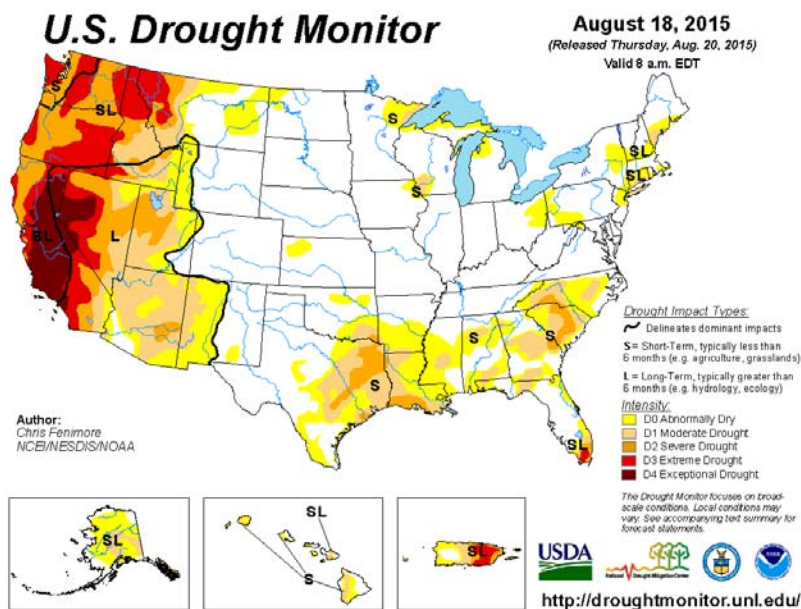 U.S. Drought Monitor
August 18, 2015
(Released Thursday, Aug. 20, 2015)
Valid 8 a.m. EDT
S
SL
SL
L
S
S
SL
SL
S
S
S
SL
Drought Impact Types:
Delineates dominant impacts
S = Short-Term, typically less than
6 months (e.g. agriculture, grasslands)
L = Long-Term, typically greater than
6 months (e.g. hydrology, ecology)
Intensity:
D0 Abnormally Dry
D1 Moderate Drought
D2 Severe Drought
D3 Extreme Drought
D4 Exceptional Drought
Author:
Chris Fenimore
NCEI/NESDIS/NOAA
The Drought Monitor focuses on broad-
scale conditions. Local conditions may
vary. See accompanying text summary for
forecast statements.
SL
SL
S
SL
USDA
National Drought Mitigation Center
http://droughtmonitor.unl.edu/